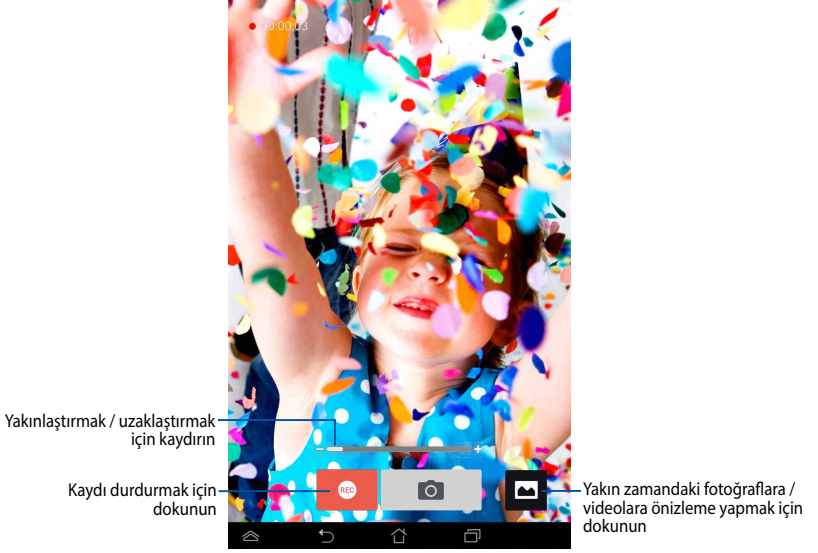 00:00:03
Yakınlaştırmak / uzaklaştırmak
için kaydırın
Kaydı durdurmak için
dokunun
REC
Yakın zamandaki fotoğraflara /
videolara önizleme yapmak için
dokunun